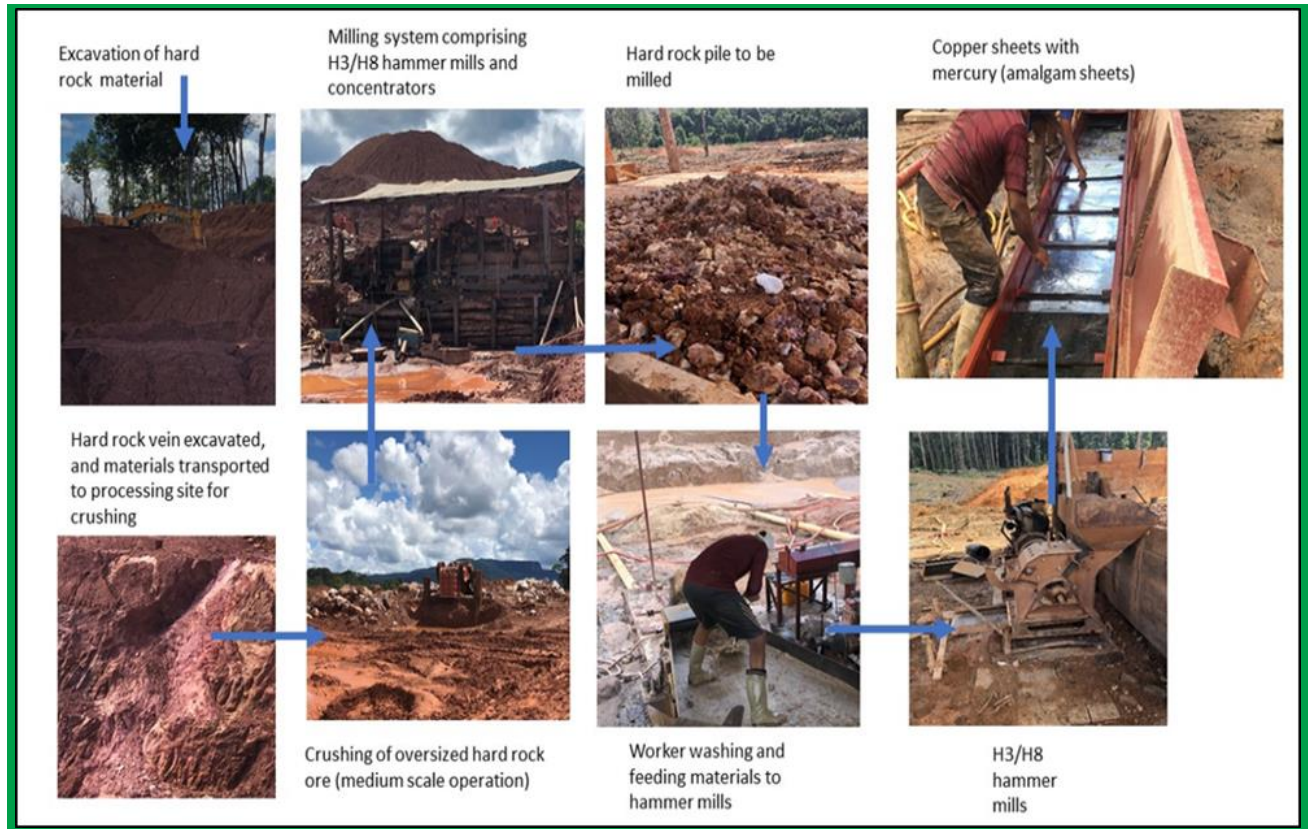 Excavation of hard
rock material
Milling system comprising
H3/H8 hammer mills and
concentrators
Hard rock pile to be
milled
Copper sheets with
mercury (amalgam sheets)
Hard rock vein excavated,
and materials transported
to processing site for
crushing
Crushing of oversized hard rock
ore (medium scale operation)
Worker washing and
feeding materials to
hammer mills
H3/H8
hammer
mills